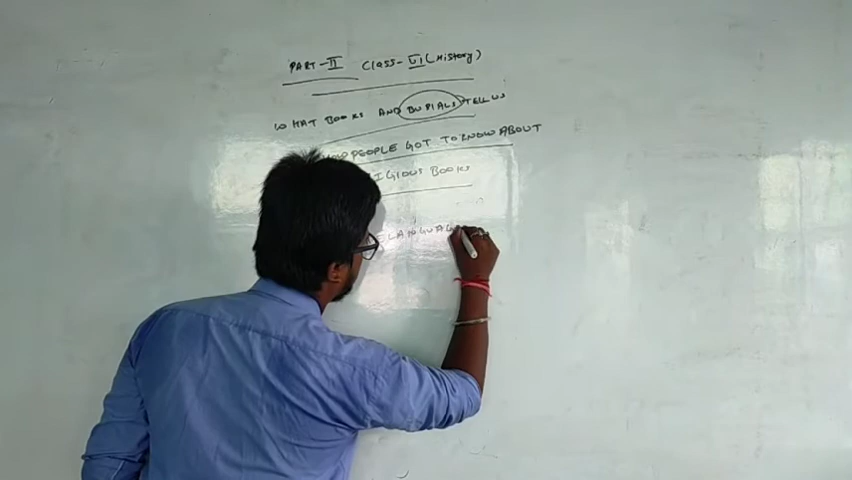 PART-II CLASS-VI (History)
WHAT BOOKS AND BURIALS TELL US
PEOPLE GOT TO KNOW ABOUT
BOOKS